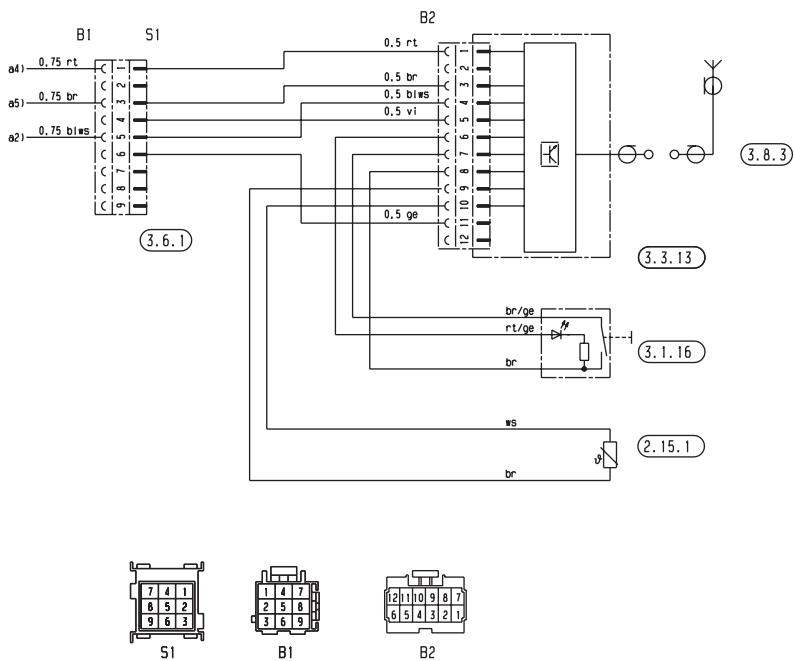 B1 S1 B2
a4) 0.75 rt 1 0.5 rt 1
2 2
a5) 0.75 br 3 0.5 br 3
4 0.5 blws 4
a2) 0.75 blws 5 0.5 vi 5
6 6
7 7
8 8
9 9
10
0.5 ge 11
12
3.8.3
3.6.1
3.3.13
br/ge
rt/ge
3.1.16
br
ws
2.15.1
ϑ
br
7 4 1
8 5 2
9 6 3
S1
1 4 7
2 5 8
3 6 9
B1
12 11 10 9 8 7
6 5 4 3 2 1
B2